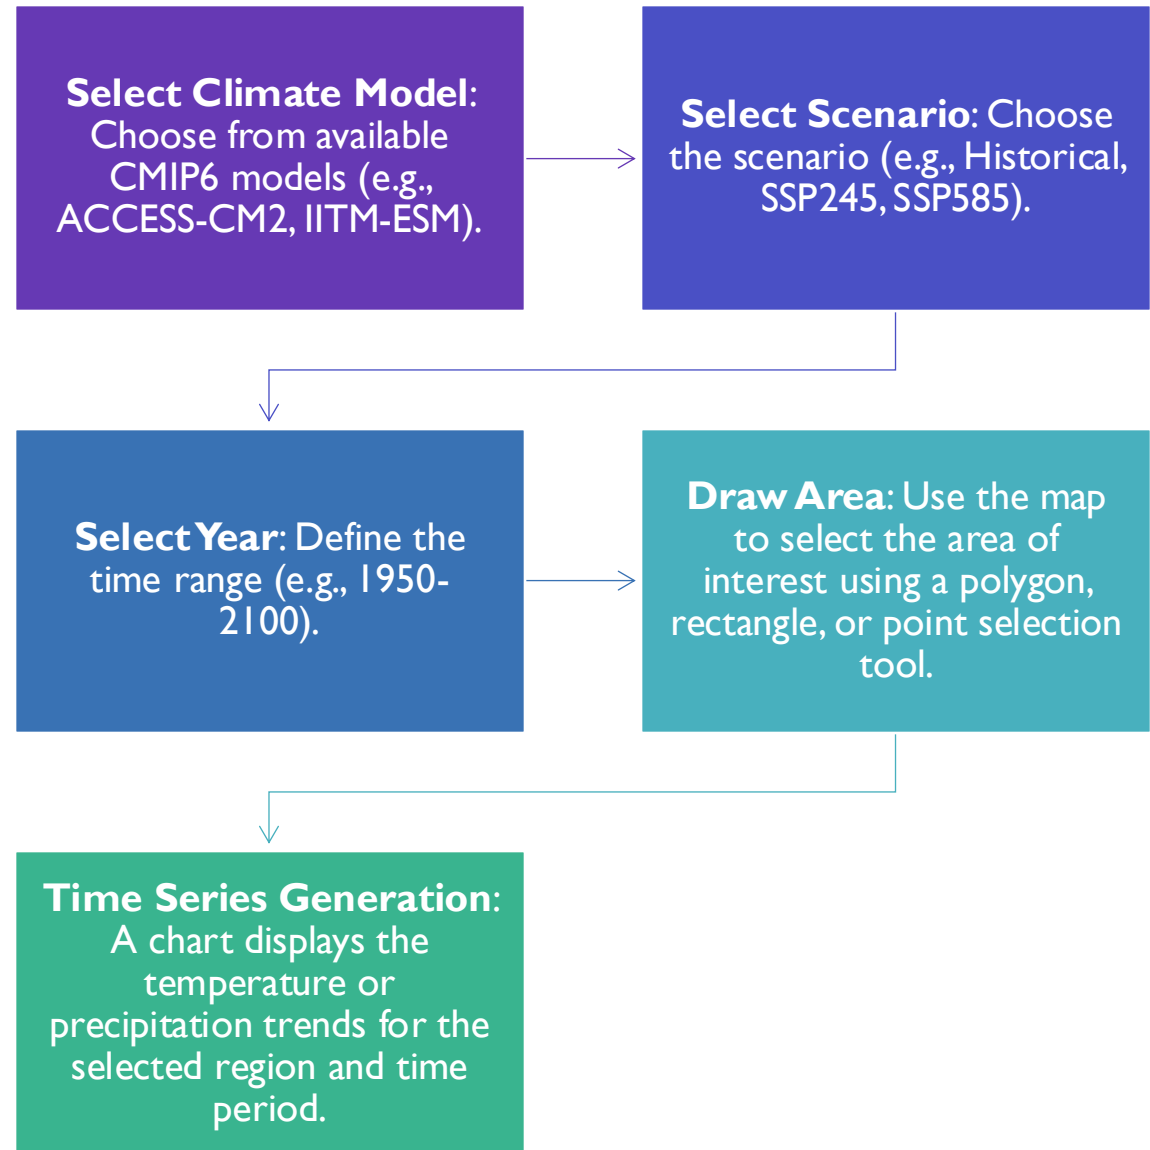 Select Climate Model:
Choose from available
CMIP6 models (e.g.,
ACCESS-CM2, IITM-ESM).
Select Scenario: Choose
the scenario (e.g., Historical,
SSP245, SSP585).
Select Year: Define the
time range (e.g., 1950-
2100).
Draw Area: Use the map
to select the area of
interest using a polygon,
rectangle, or point selection
tool.
Time Series Generation:
A chart displays the
temperature or
precipitation trends for the
selected region and time
period.